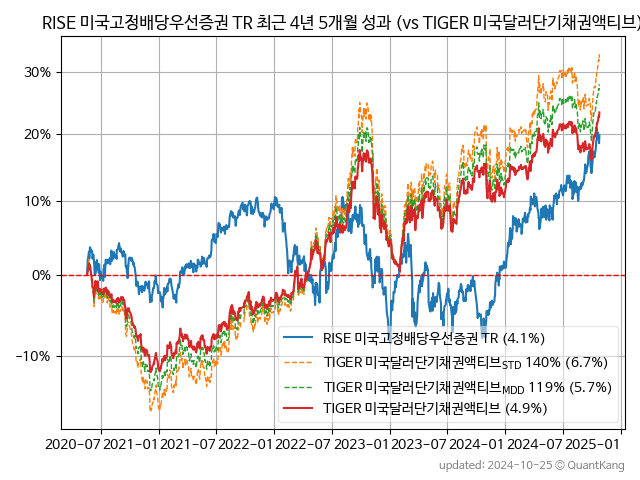 RISE 미국고정배당우선증권 TR 최근 4년 5개월 성과 (vs TIGER 미국달러단기채권액티브)
30%
20%
10%
0%
−10%
RISE 미국고정배당우선증권 TR (4.1%)
TIGER 미국달러단기채권액티브STD 140% (6.7%)
TIGER 미국달러단기채권액티브MDD 119% (5.7%)
TIGER 미국달러단기채권액티브 (4.9%)
2020-07 2021-01 2021-07 2022-01 2022-07 2023-01 2023-07 2024-01 2024-07 2025-01
updated: 2024-10-25 © QuantKang